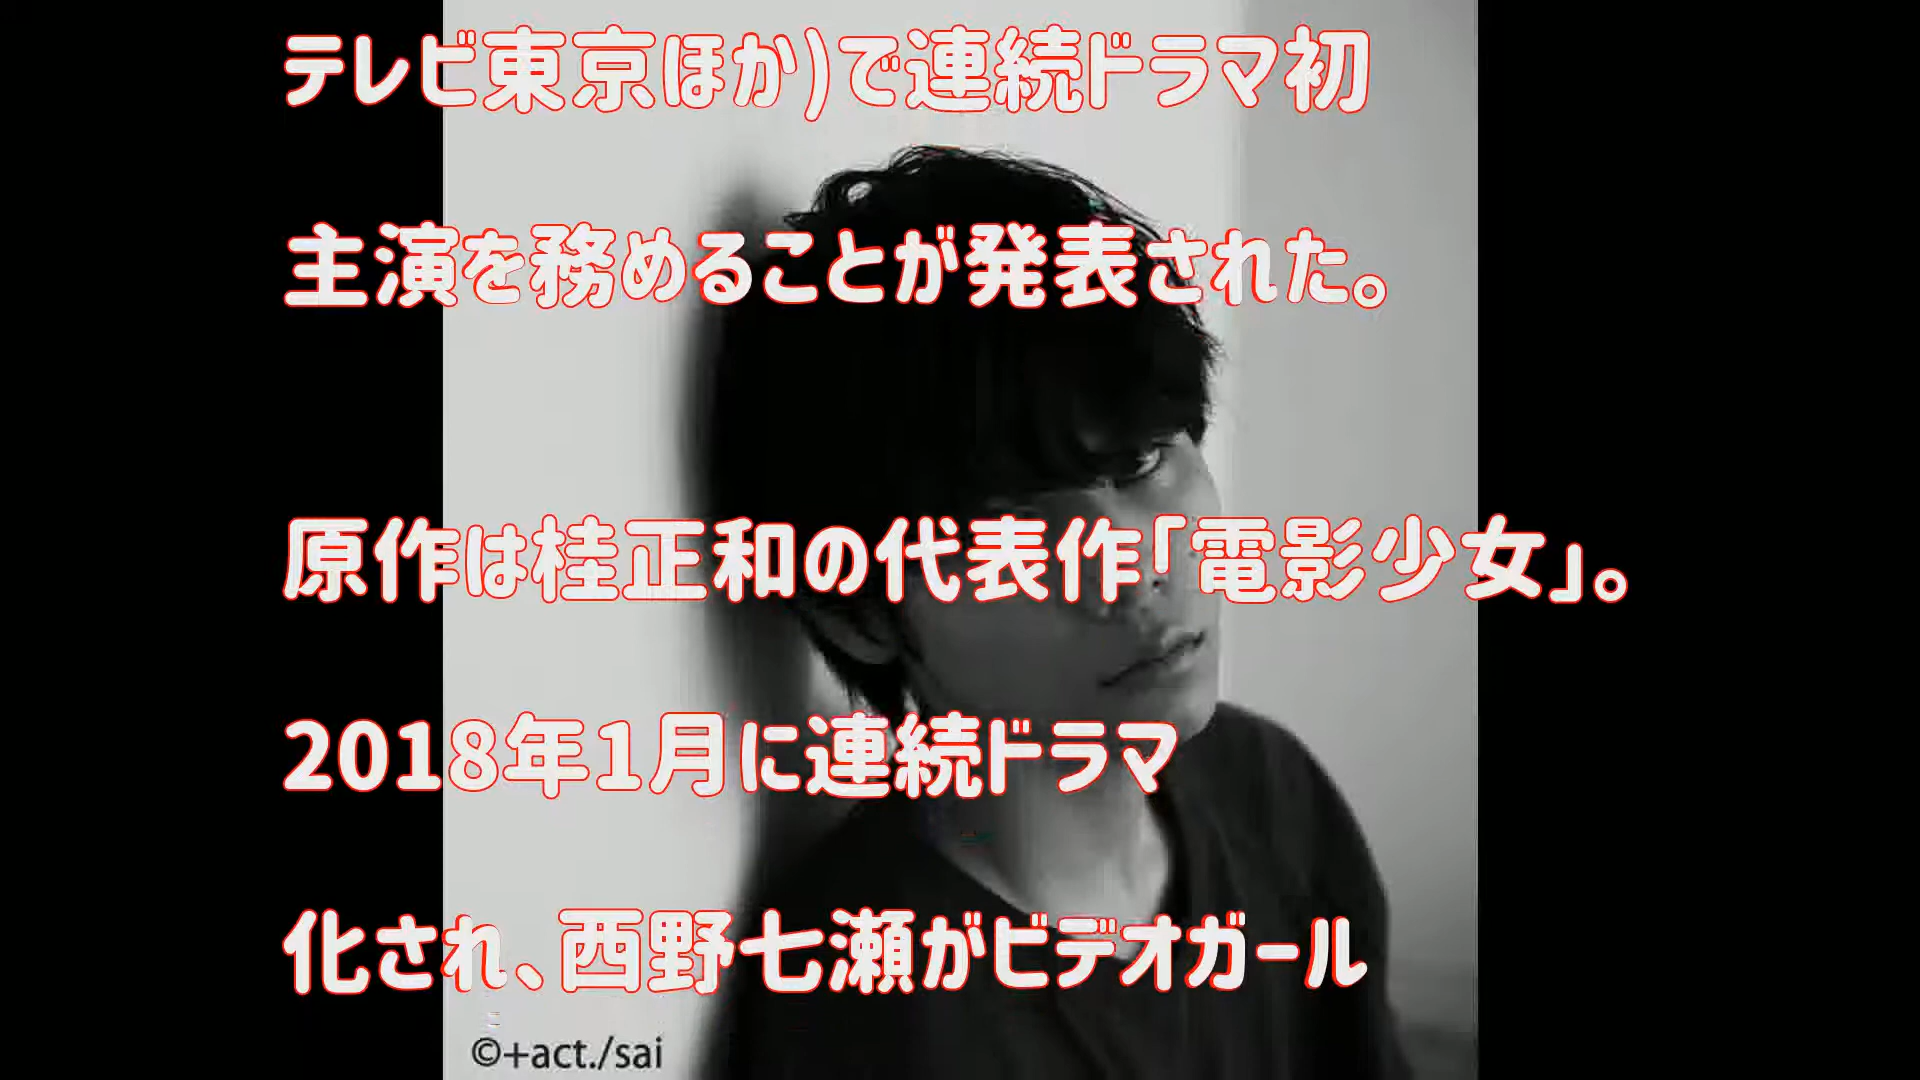 テレビ東京ほか)で連続ドラマ初
主演を務めることが発表された。
原作は桂正和の代表作「電影少女」。
2018年1月に連続ドラマ
化され、西野七瀬がビデオガール
©+act./sai